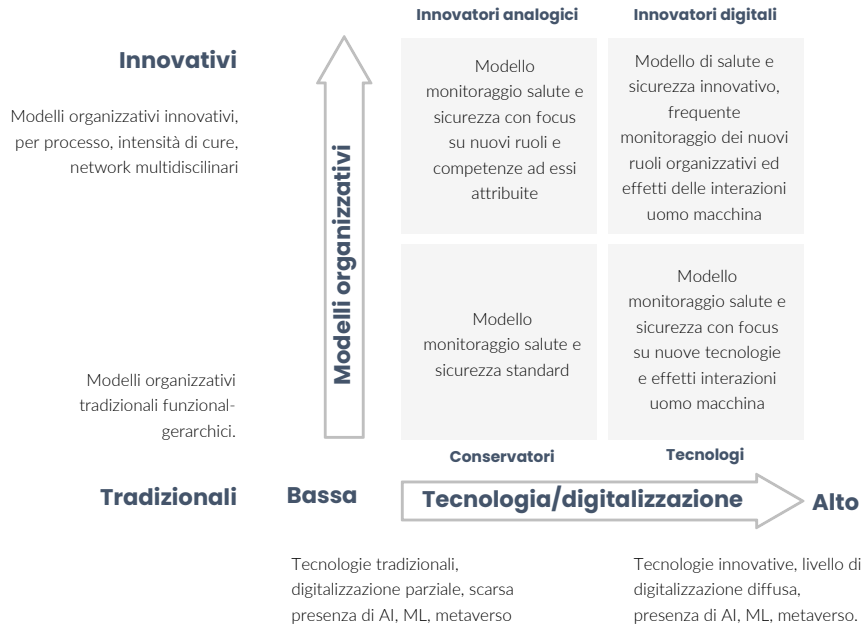 Innovatori analogici
Innovatori digitali
Innovativi
Modelli organizzativi innovativi,
per processo, intensità di cure,
network multidiscilinari
Modelli organizzativi
Modello
monitoraggio salute e
sicurezza con focus
su nuovi ruoli e
competenze ad essi
attribuite
Modello di salute e
sicurezza innovativo,
frequente
monitoraggio dei nuovi
ruoli organizzativi ed
effetti delle interazioni
uomo macchina
Modelli organizzativi
tradizionali funzional-
gerarchici.
Modello
monitoraggio salute e
sicurezza standard
Modello
monitoraggio salute e
sicurezza con focus
su nuove tecnologie
e effetti interazioni
uomo macchina
Conservatori
Tecnologi
Tradizionali
Bassa
Tecnologia/digitalizzazione
Alto
Tecnologie tradizionali,
digitalizzazione parziale, scarsa
presenza di AI, ML, metaverso
Tecnologie innovative, livello di
digitalizzazione diffusa,
presenza di AI, ML, metaverso.